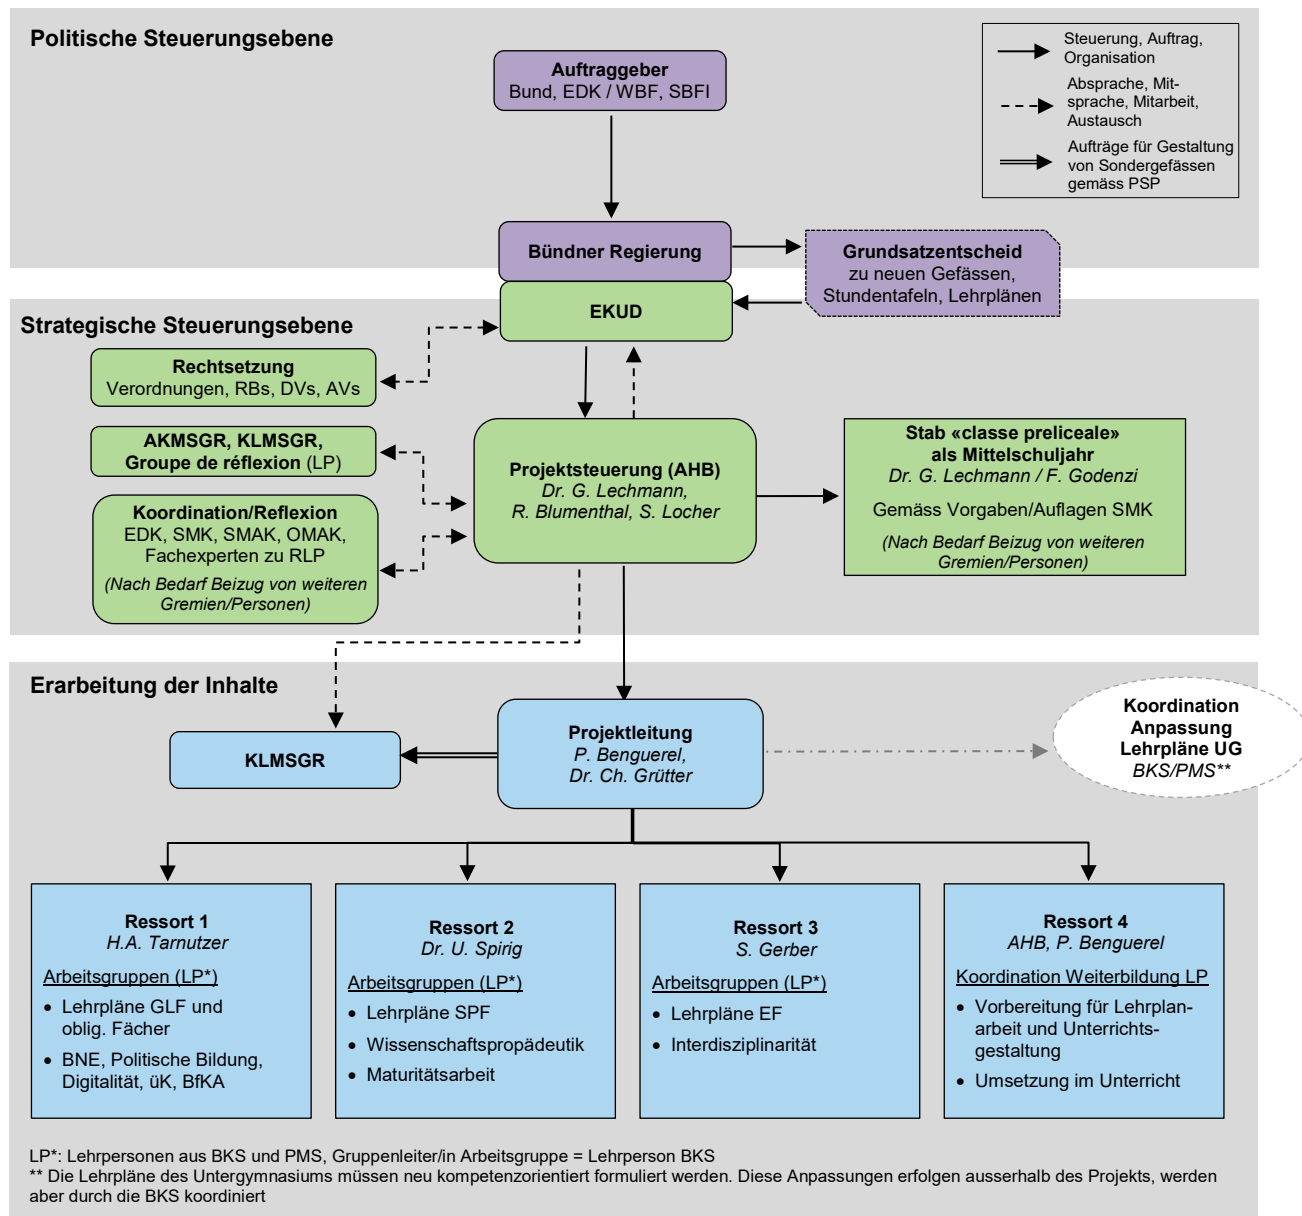 Politische Steuerungsebene
Auftraggeber
Bund, EDK / WBF, SBFI
Steuerung, Auftrag,
Organisation
Absprache, Mit-
sprache, Mitarbeit,
Austausch
Aufträge für Gestaltung
von Sondergefässen
gemäss PSP
Bündner Regierung
Grundsatzentscheid
zu neuen Gefässen,
Stundentafeln, Lehrplänen
EKUD
Strategische Steuerungsebene
Rechtsetzung
Verordnungen, RBs, DVs, AVs
AKMSGR, KLMSGR,
Groupe de réflexion (LP)
Koordination/Reflexion
EDK, SMK, SMAK, OMAK,
Fachexperten zu RLP
(Nach Bedarf Beizug von weiteren
Gremien/Personen)
Projektsteuerung (AHB)
Dr. G. Lechmann,
R. Blumenthal, S. Locher
Stab «classe preliceale»
als Mittelschuljahr
Dr. G. Lechmann / F. Godenzi
Gemäss Vorgaben/Auflagen SMK
(Nach Bedarf Beizug von weiteren
Gremien/Personen)
Erarbeitung der Inhalte
KLMSGR
Projektleitung
P. Benguerel,
Dr. Ch. Grütter
Koordination
Anpassung
Lehrpläne UG
BKS/PMS**
Ressort 1
H.A. Tarnutzer
Arbeitsgruppen (LP*)
• Lehrpläne GLF und
oblig. Fächer
• BNE, Politische Bildung,
Digitalität, üK, BfKA
Ressort 2
Dr. U. Spirig
Arbeitsgruppen (LP*)
• Lehrpläne SPF
• Wissenschaftspropädeutik
• Maturitätsarbeit
Ressort 3
S. Gerber
Arbeitsgruppen (LP*)
• Lehrpläne EF
• Interdisziplinarität
Ressort 4
AHB, P. Benguerel
Koordination Weiterbildung LP
• Vorbereitung für Lehrplan-
arbeit und Unterrichts-
gestaltung
• Umsetzung im Unterricht
LP*: Lehrpersonen aus BKS und PMS, Gruppenleiter/in Arbeitsgruppe = Lehrperson BKS
** Die Lehrpläne des Untergymnasiums müssen neu kompetenzorientiert formuliert werden. Diese Anpassungen erfolgen ausserhalb des Projekts, werden
aber durch die BKS koordiniert